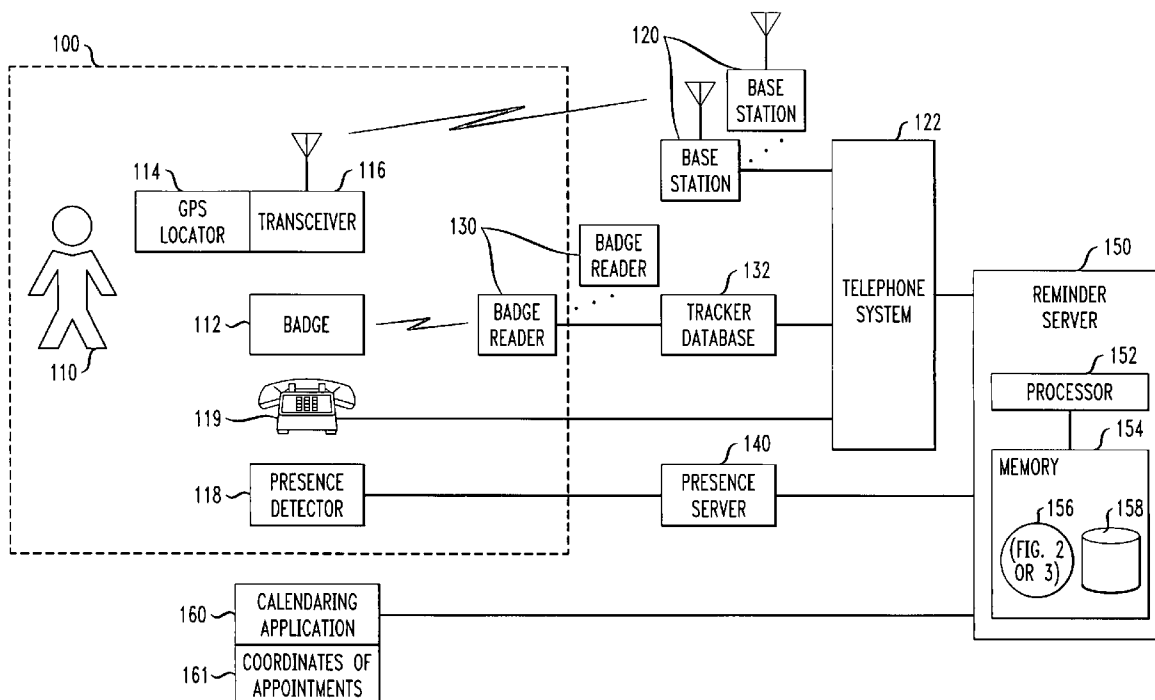 100
120
BASE
STATION
BASE
STATION
122
114
116
GPS
LOCATOR
TRANSCEIVER
130
BADGE
READER
132
150
REMINDER
SERVER
TELEPHONE
SYSTEM
112
BADGE
BADGE
READER
TRACKER
DATABASE
110
152
PROCESSOR
119
154
MEMORY
140
118
PRESENCE
DETECTOR
PRESENCE
SERVER
156
158
(FIG. 2
OR 3)
160
CALENDARING
APPLICATION
161
COORDINATES OF
APPOINTMENTS